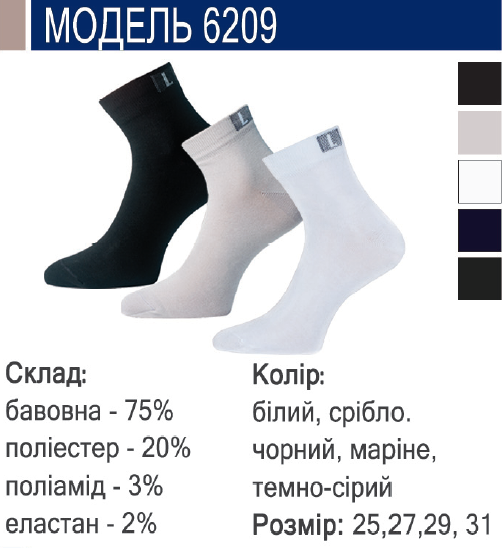 МОДЕЛЬ 6209
L
L
L
Склад:
бавовна - 75%
поліестер - 20%
поліамід - 3%
еластан - 2%
Колір:
білий, срібло.
чорний, маріне,
темно-сірий
Розмір: 25,27,29, 31